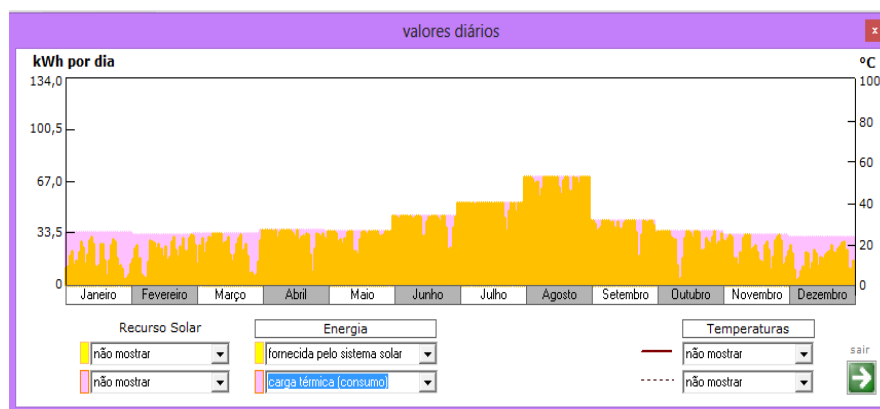 valores diários
x
kWh por dia
ºC
134,0
100
100,5
80
67,0
60
40
33,5
20
0
0
Janeiro Fevereiro Março Abril Maio Junho Julho Agosto Setembro Outubro Novembro Dezembro
Recurso Solar
Energia
Temperaturas
não mostrar
fornecida pelo sistema solar
não mostrar
sair
não mostrar
carga térmica (consumo)
não mostrar